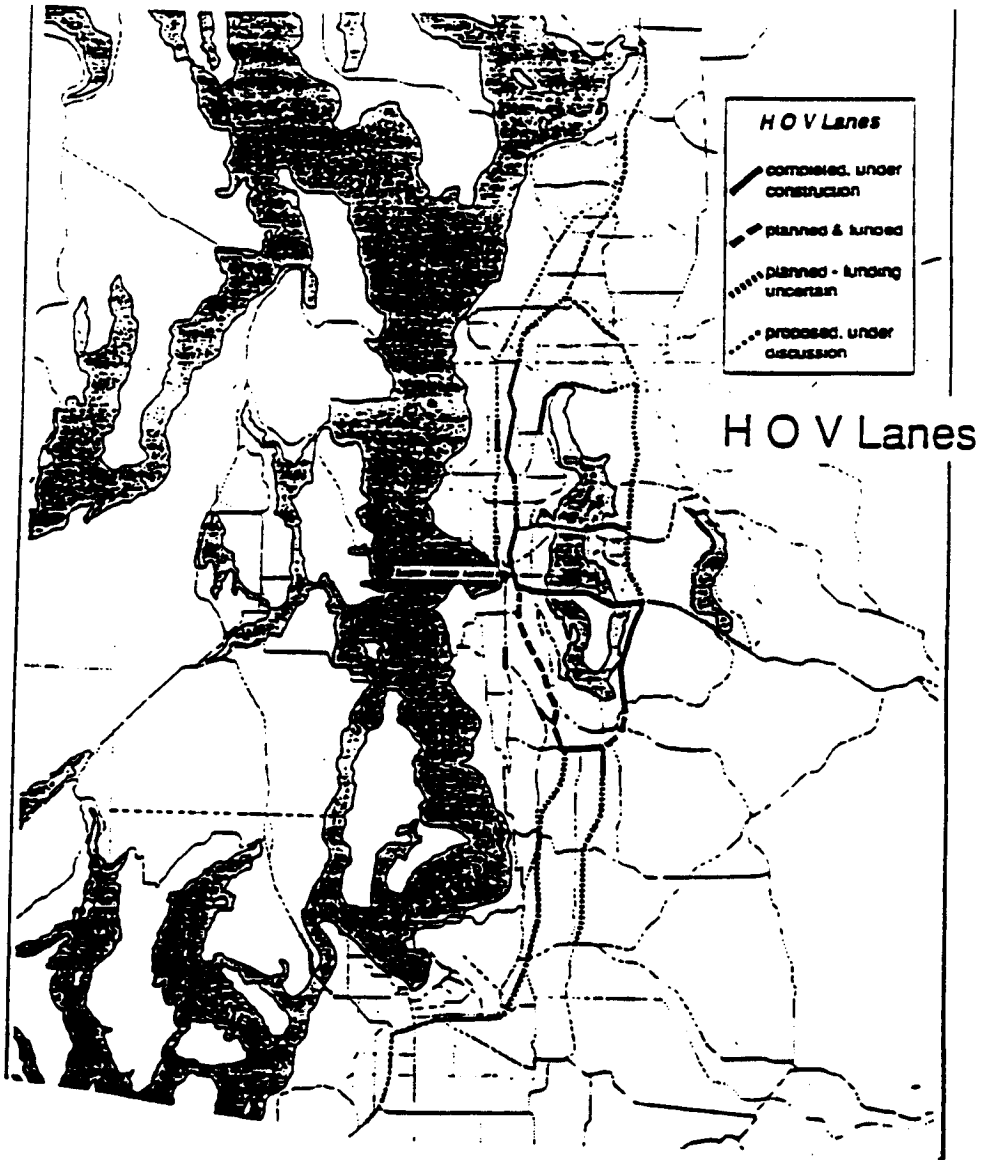 H O V Lanes
completed, under
construction
planned & funded
planned - funding
uncertain
proposed, under
discussion
H O V Lanes